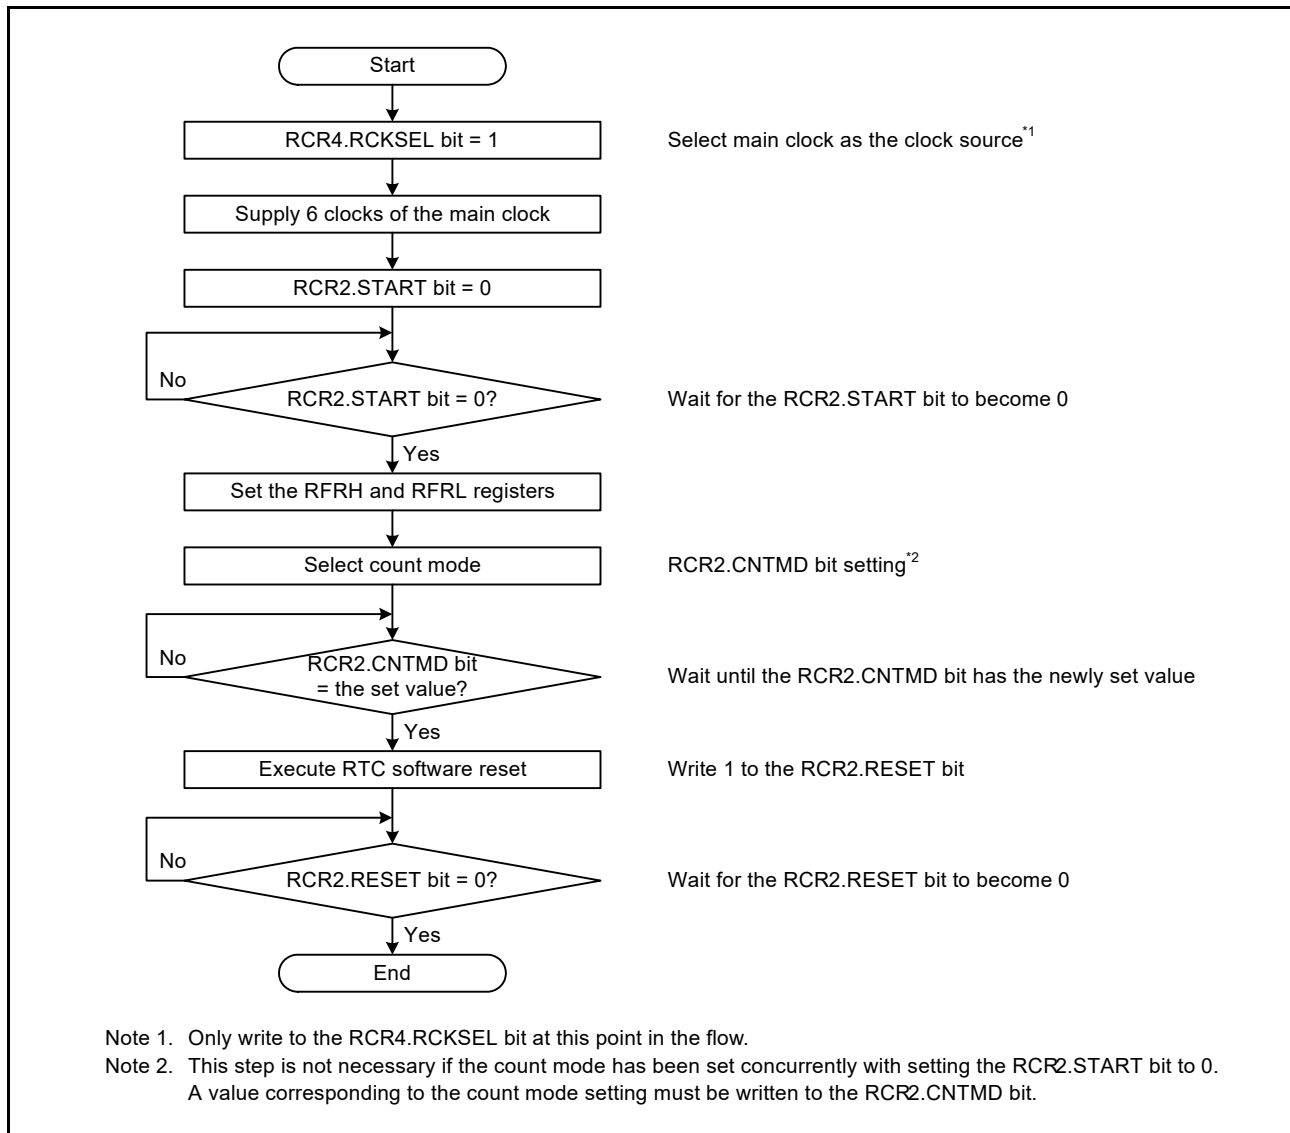 Start
RCR4.RCKSEL bit = 1
Select main clock as the clock source*1
Supply 6 clocks of the main clock
RCR2.START bit = 0
No
RCR2.START bit = 0?
Wait for the RCR2.START bit to become 0
Yes
Set the RFRH and RFRL registers
Select count mode
RCR2.CNTMD bit setting*2
No
RCR2.CNTMD bit
= the set value?
Wait until the RCR2.CNTMD bit has the newly set value
Yes
Execute RTC software reset
Write 1 to the RCR2.RESET bit
No
RCR2.RESET bit = 0?
Wait for the RCR2.RESET bit to become 0
Yes
End
Note 1. Only write to the RCR4.RCKSEL bit at this point in the flow.
Note 2. This step is not necessary if the count mode has been set concurrently with setting the RCR2.START bit to 0.
A value corresponding to the count mode setting must be written to the RCR2.CNTMD bit.